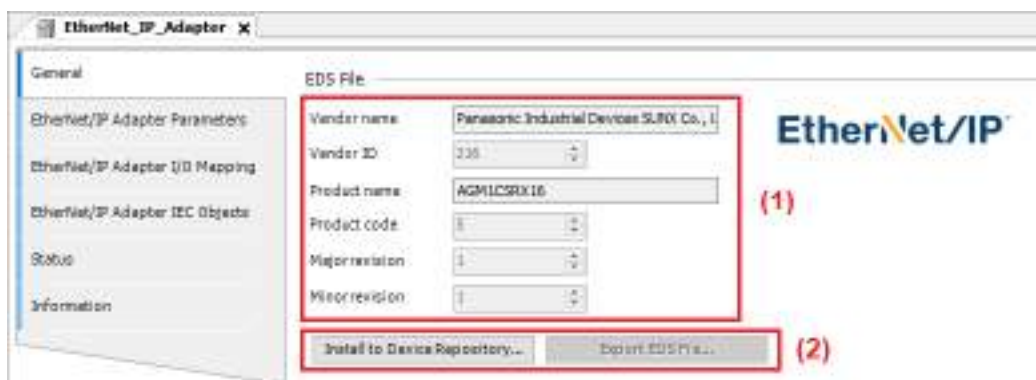 EtherNet_IP_Adapter
General
EDS File
EtherNet/IP Adapter Parameters
Vendor name Panasonic Industrial Devices SUNX Co., L
EtherNet/IP
EtherNet/IP Adapter I/O Mapping
Vendor ID
Product name AGM1CSRX16
(1)
EtherNet/IP Adapter IEC Objects
Product code
Status
Major revision 1
Information
Minor revision 1
Install to Device Repository... Export EDS File...
(2)